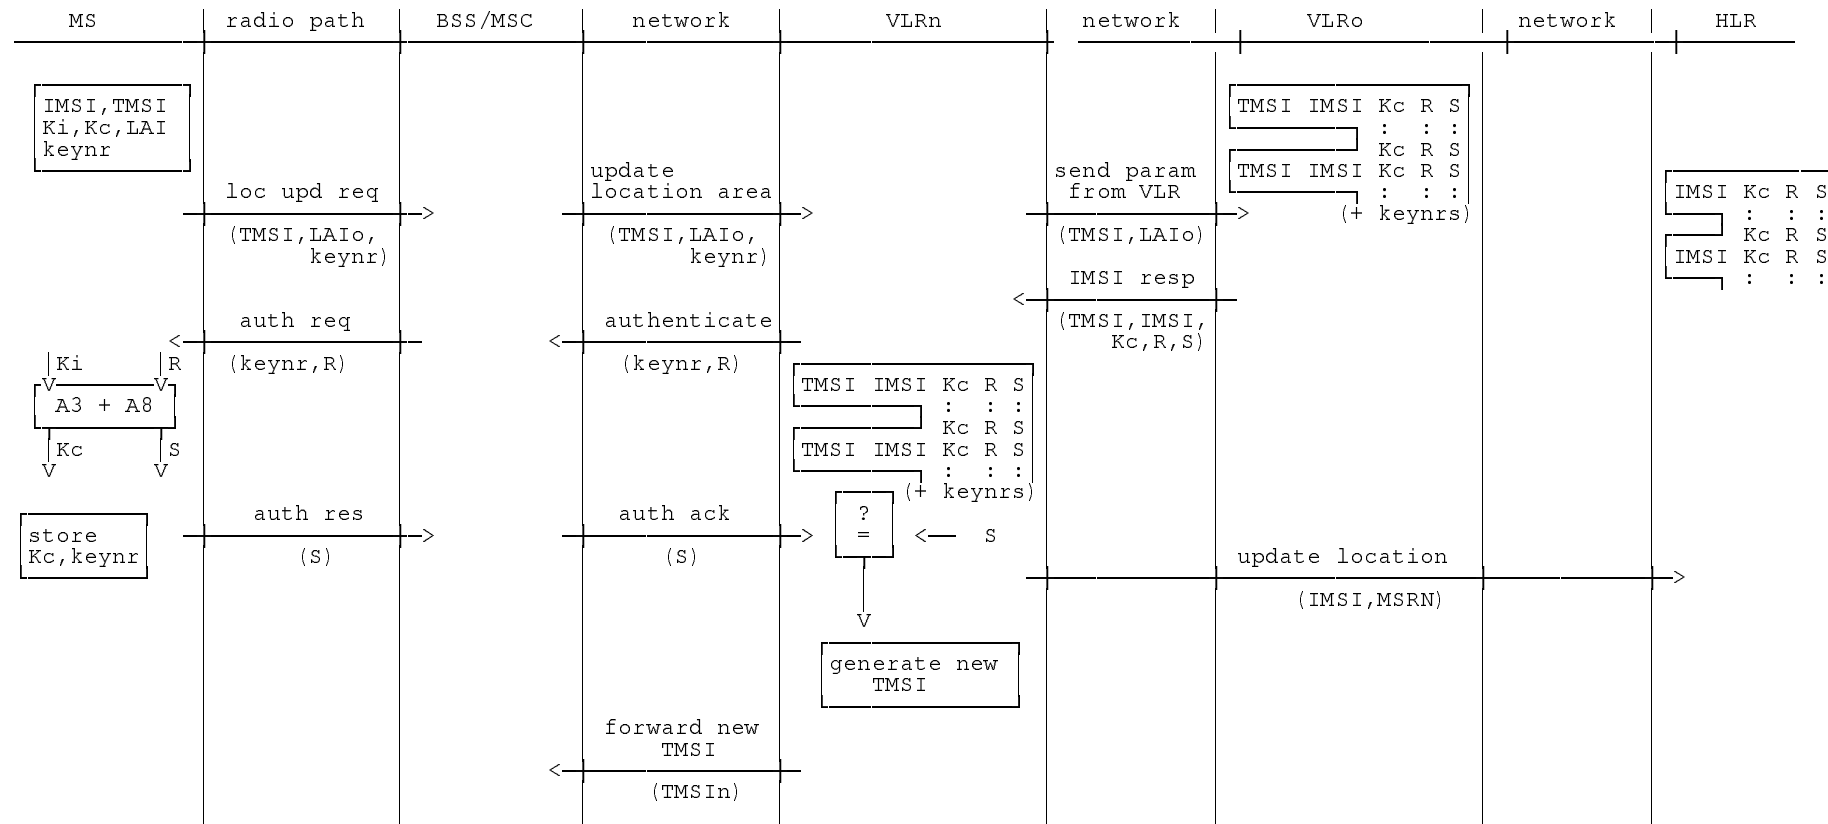 MS radio path BSS/MSC network VLRn network VLRo network HLR
IMSI,TMSI
Ki,Kc,LAI
keynr
TMSI IMSI Kc R S
: : :
Kc R S
TMSI IMSI Kc R S
: : :
(+ keynrs)
loc upd req
(TMSI,LAIo,
keynr)
update
location area
(TMSI,LAIo,
keynr)
send param
from VLR
(TMSI,LAIo)
IMSI Kc R S
: : :
Kc R S
IMSI Kc R S
: : :
IMSI resp
(TMSI,IMSI,
Kc,R,S)
auth req
(keynr,R)
authenticate
(keynr,R)
Ki R
V V
A3 + A8
Kc S
V V
TMSI IMSI Kc R S
: : :
Kc R S
TMSI IMSI Kc R S
: : :
(+ keynrs)
store
Kc,keynr
auth res
(S)
auth ack
(S)
?
=
S
V
update location
(IMSI,MSRN)
generate new
TMSI
forward new
TMSI
(TMSIn)